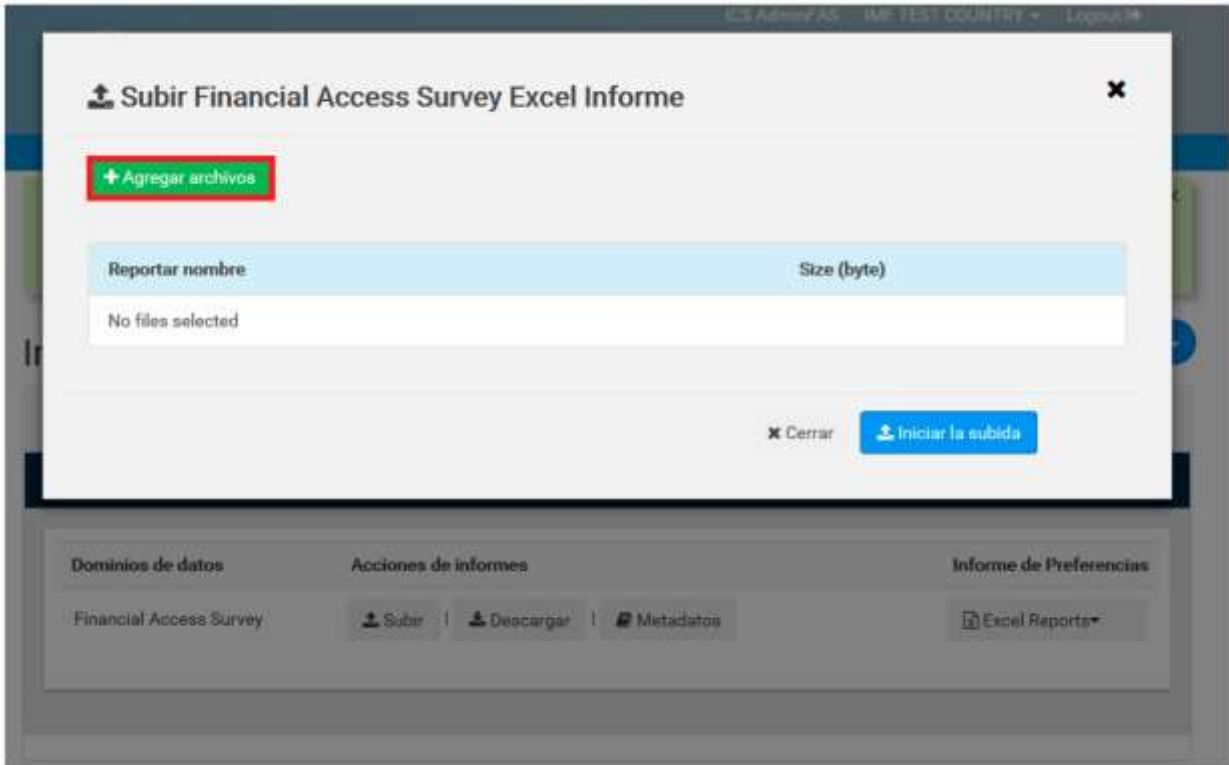 ICS AdminFAS IMF TEST COUNTRY Logout
Subir Financial Access Survey Excel Informe
Agregar archivos
Reportar nombre Size (byte)
No files selected
Cerrar Iniciar la subida
Dominios de datos Acciones de informes Informe de Preferencias
Financial Access Survey Subir | Descargar | Metadatos Excel Reports